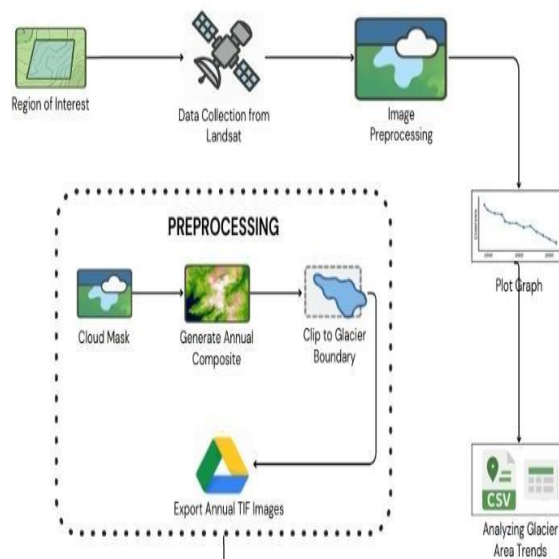 Region of Interest
Data Collection from
Landsat
Image
Preprocessing
PREPROCESSING
Plot Graph
Cloud Mask
Generate Annual
Composite
Clip to Glacier
Boundary
Export Annual TIF Images
CSV
Analyzing Glacier
Area Trends